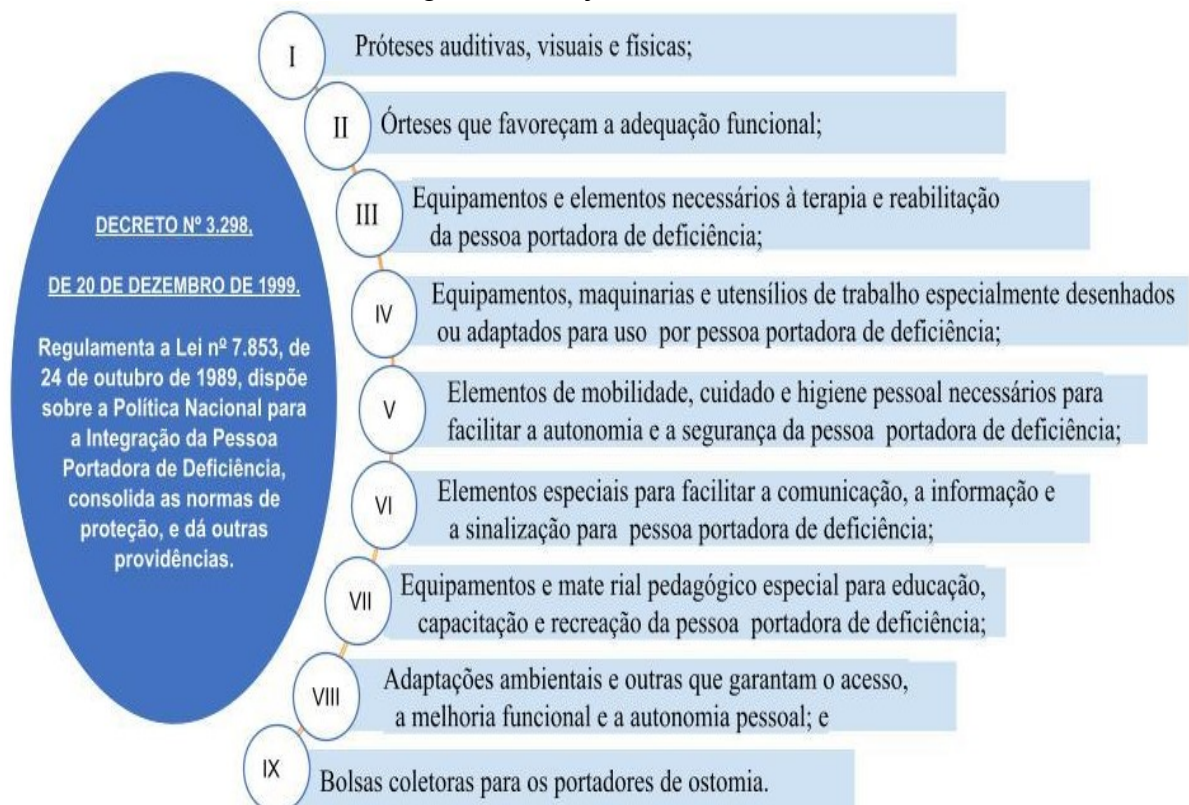 DECRETO Nº 3.298,
DE 20 DE DEZEMBRO DE 1999.
Regulamenta a Lei nº 7.853, de
24 de outubro de 1989, dispõe
sobre a Política Nacional para
a Integração da Pessoa
Portadora de Deficiência,
consolida as normas de
proteção, e dá outras
providências.
I
Próteses auditivas, visuais e físicas;
II
Órteses que favoreçam a adequação funcional;
III
Equipamentos e elementos necessários à terapia e reabilitação
da pessoa portadora de deficiência;
IV
Equipamentos, maquinarias e utensílios de trabalho especialmente desenhados
ou adaptados para uso por pessoa portadora de deficiência;
V
Elementos de mobilidade, cuidado e higiene pessoal necessários para
facilitar a autonomia e a segurança da pessoa portadora de deficiência;
VI
Elementos especiais para facilitar a comunicação, a informação e
a sinalização para pessoa portadora de deficiência;
VII
Equipamentos e mate rial pedagógico especial para educação,
capacitação e recreação da pessoa portadora de deficiência;
VIII
Adaptações ambientais e outras que garantam o acesso,
a melhoria funcional e a autonomia pessoal; e
IX
Bolsas coletoras para os portadores de ostomia.